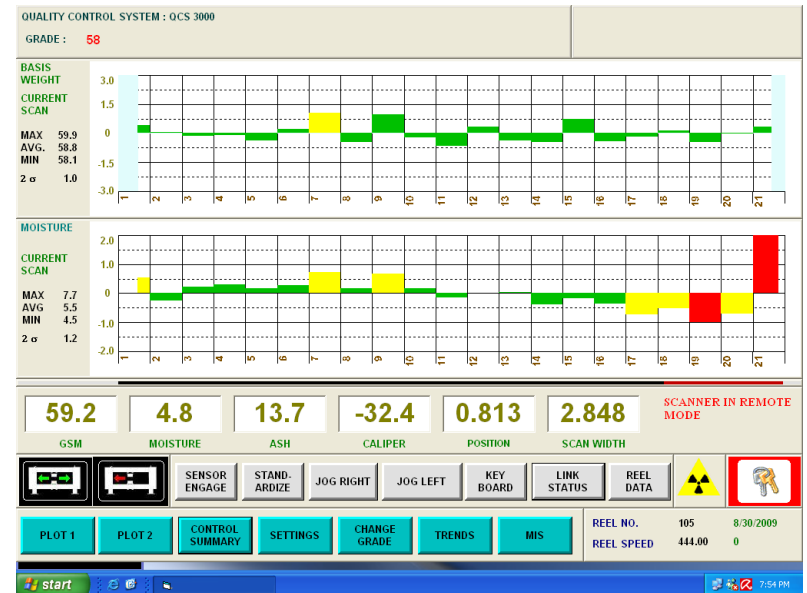 QUALITY CONTROL SYSTEM : QCS 3000
GRADE : 58
BASIS
WEIGHT
CURRENT
SCAN
MAX 59.9
AVG. 58.8
MIN 58.1
2 σ 1.0
3.0
1.5
0
-1.5
-3.0
1 2 3 4 5 6 7 8 9 10 11 12 13 14 15 16 17 18 19 20 21
MOISTURE
CURRENT
SCAN
MAX 7.7
AVG 5.5
MIN 4.5
2 σ 1.2
2.0
1.0
0
-1.0
-2.0
1 2 3 4 5 6 7 8 9 10 11 12 13 14 15 16 17 18 19 20 21
59.2 4.8 13.7 -32.4 0.813 2.848
GSM MOISTURE ASH CALIPER POSITION SCAN WIDTH
SCANNER IN REMOTE
MODE
SENSOR
ENGAGE
STAND-
ARDIZE
JOG RIGHT
JOG LEFT
KEY
BOARD
LINK
STATUS
REEL
DATA
PLOT 1
PLOT 2
CONTROL
SUMMARY
SETTINGS
CHANGE
GRADE
TRENDS
MIS
REEL NO. 105 8/30/2009
REEL SPEED 444.00 0
start
7:54 PM